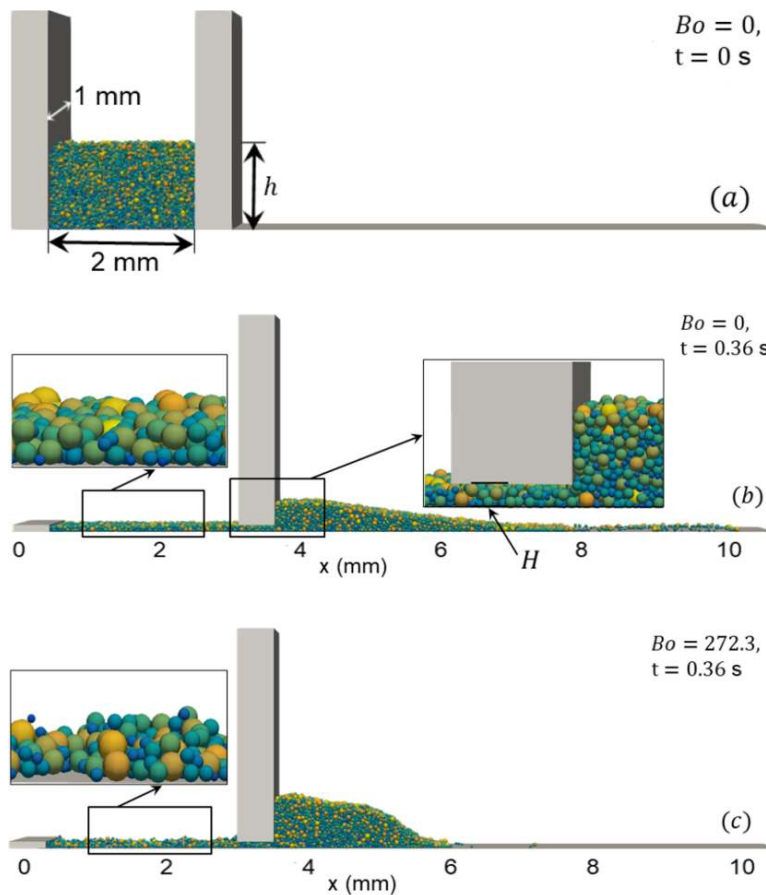 Bo = 0,
t = 0 s
1 mm
h
(a)
2 mm
Bo = 0,
t = 0.36 s
(b)
0 2 4 6 8 10
H
x (mm)
Bo = 272.3,
t = 0.36 s
(c)
0 2 4 6 8 10
x (mm)